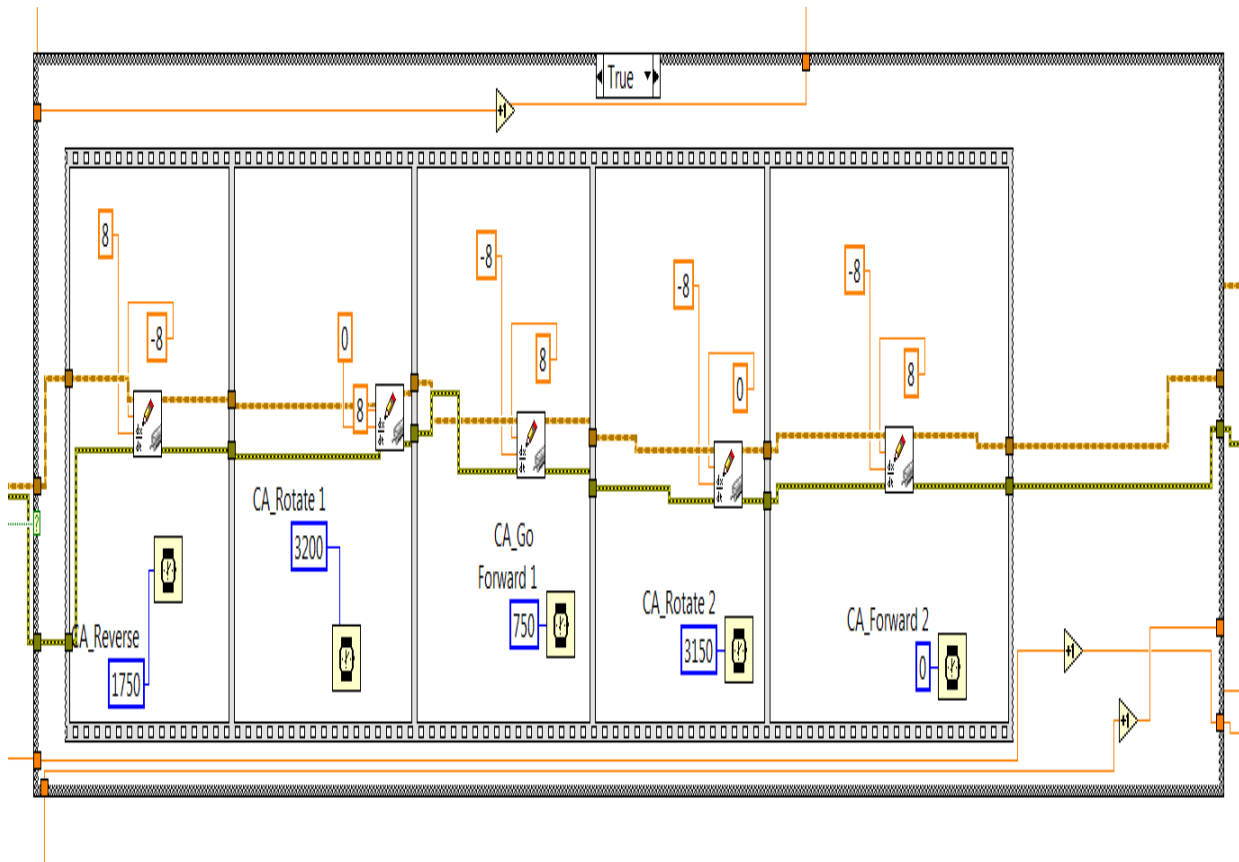 True
+1
8
-8
CA_Reverse
1750
0
8
CA_Rotate 1
3200
-8
8
CA_Go
Forward 1
750
-8
0
CA_Rotate 2
3150
-8
8
CA_Forward 2
0
+1
+1
?